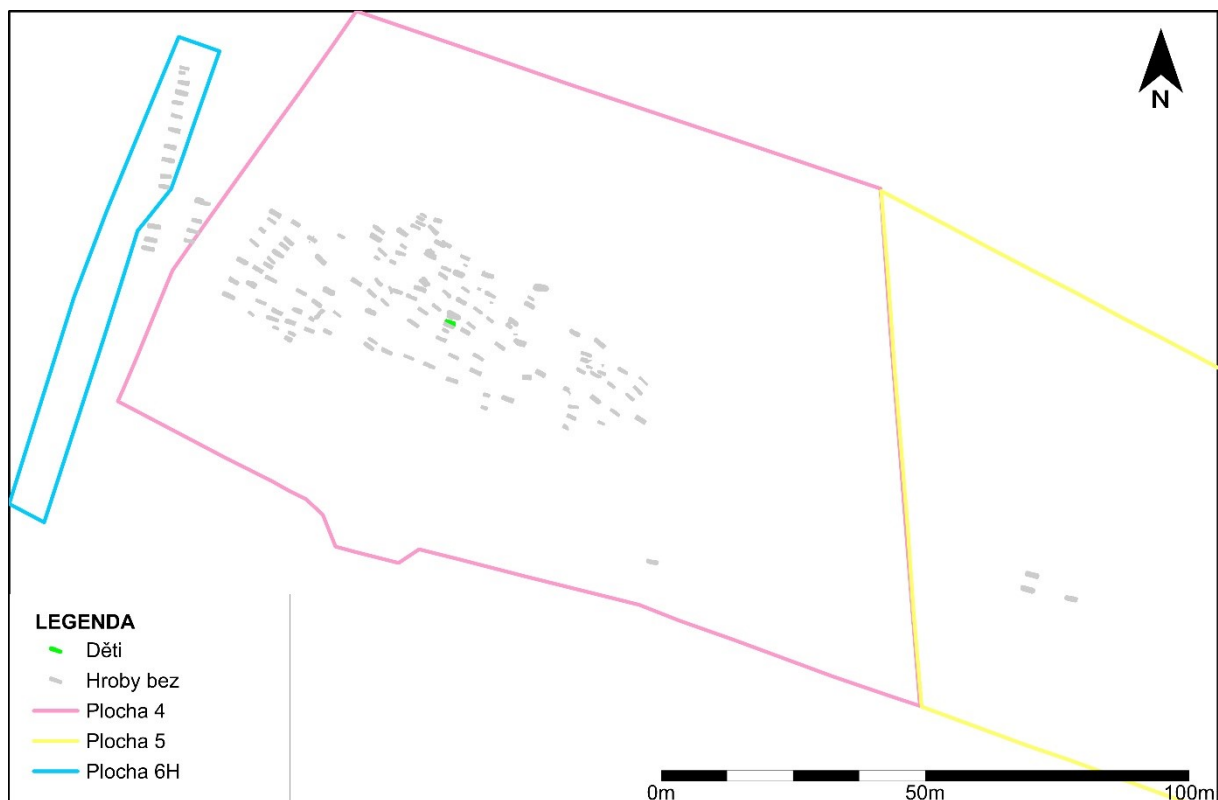 N
LEGENDA
Děti
Hroby bez
Plocha 4
Plocha 5
Plocha 6H
0m 50m 100m